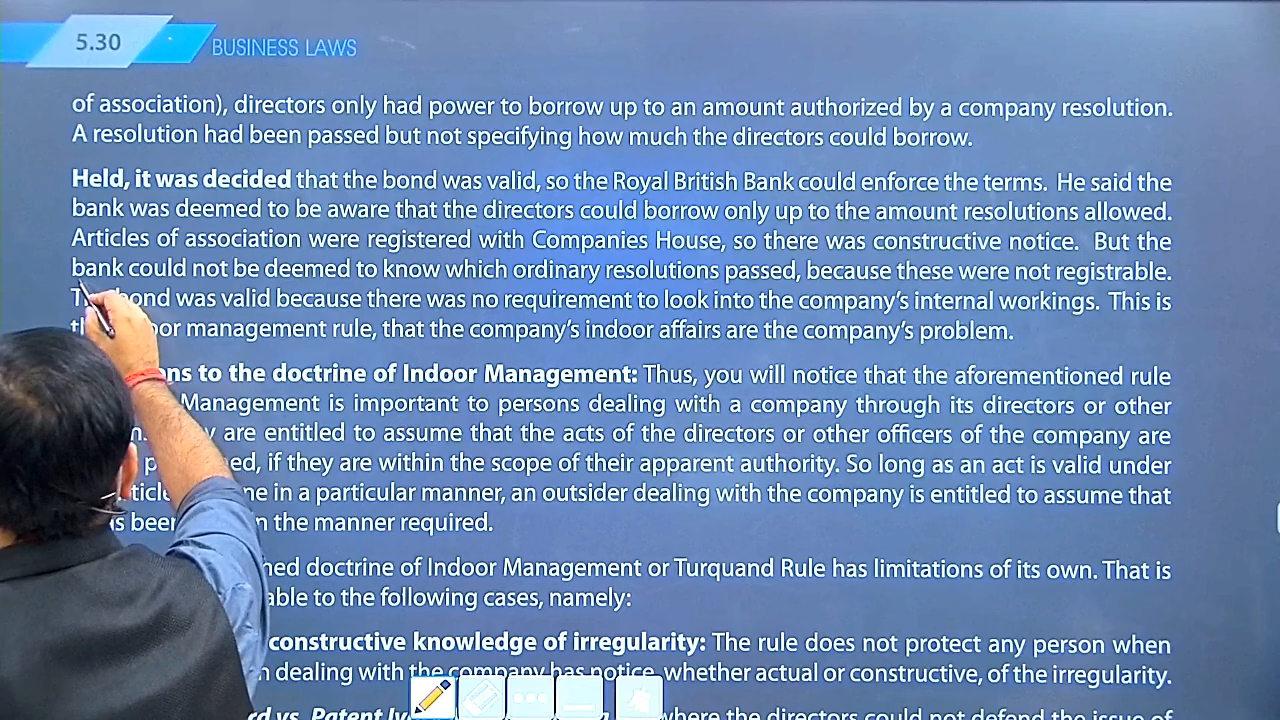 5.30 BUSINESS LAWS
of association), directors only had power to borrow up to an amount authorized by a company resolution.
A resolution had been passed but not specifying how much the directors could borrow.
Held, it was decided that the bond was valid, so the Royal British Bank could enforce the terms. He said the
bank was deemed to be aware that the directors could borrow only up to the amount resolutions allowed.
Articles of association were registered with Companies House, so there was constructive notice. But the
bank could not be deemed to know which ordinary resolutions passed, because these were not registrable.
bond was valid because there was no requirement to look into the company's internal workings. This is
management rule, that the company's indoor affairs are the company's problem.
to the doctrine of Indoor Management: Thus, you will notice that the aforementioned rule
Management is important to persons dealing with a company through its directors or other
are entitled to assume that the acts of the directors or other officers of the company are
if they are within the scope of their apparent authority. So long as an act is valid under
in a particular manner, an outsider dealing with the company is entitled to assume that
the manner required.
doctrine of Indoor Management or Turquand Rule has limitations of its own. That is
to the following cases, namely:
constructive knowledge of irregularity: The rule does not protect any person when
dealing with the company has notice, whether actual or constructive, of the irregularity.
vs. Patent where the directors could not defend the issue of